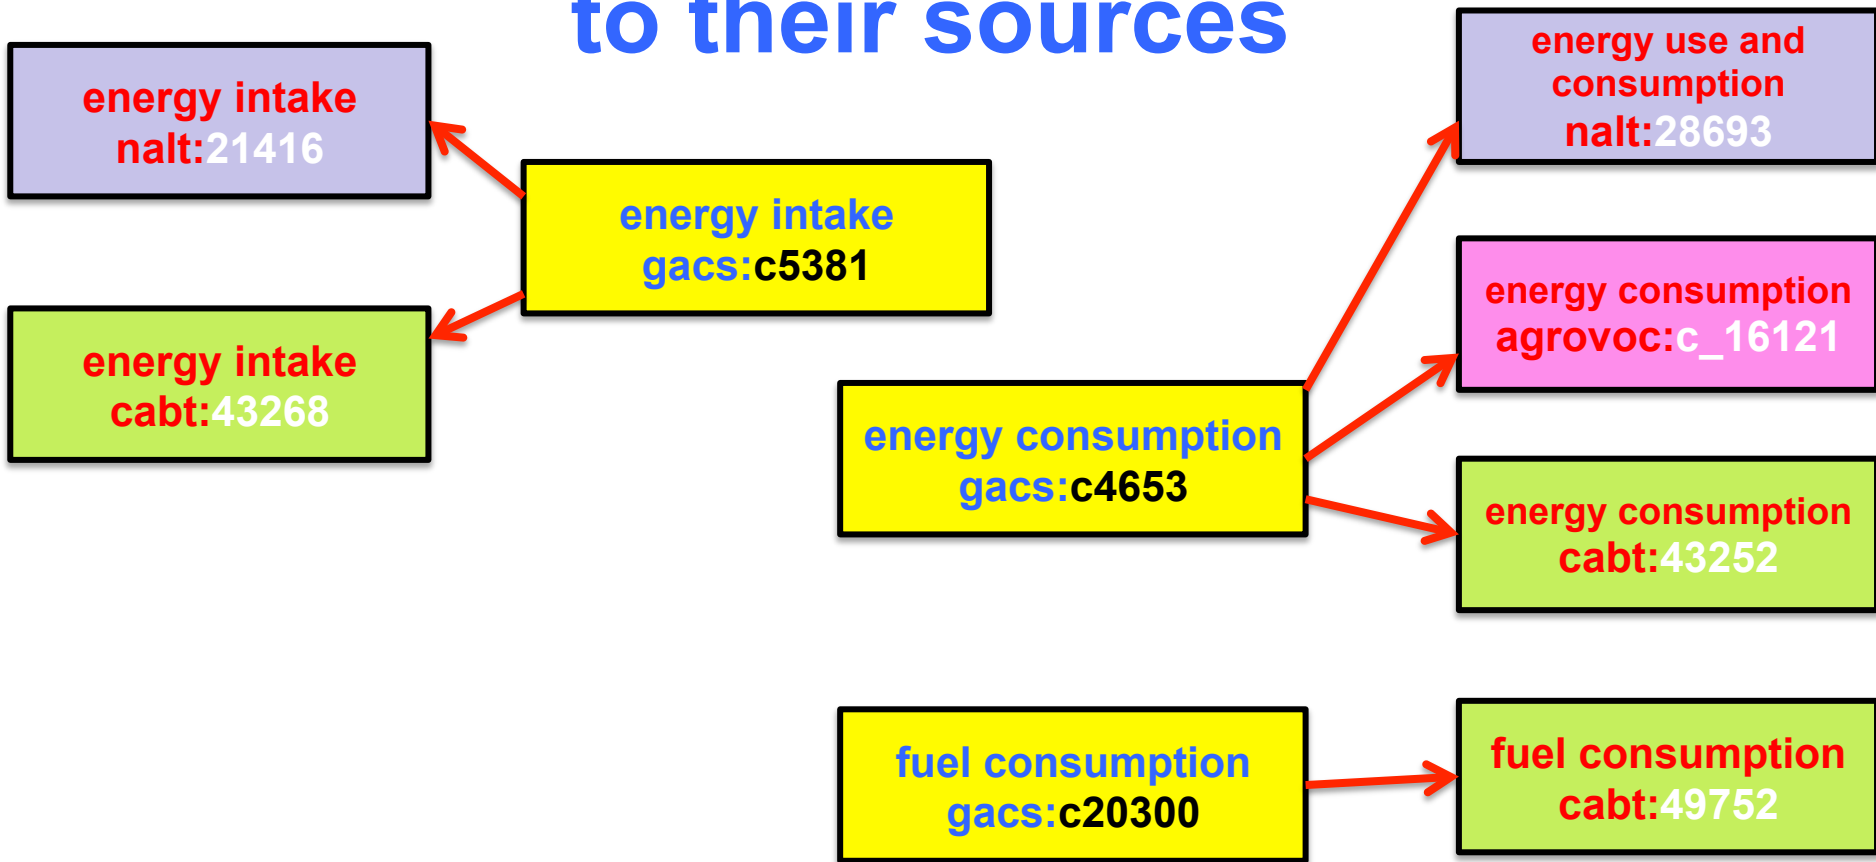 to their sources
energy intake
nalt:21416
energy intake
cabt:43268
energy intake
gacs:c5381
energy consumption
gacs:c4653
fuel consumption
gacs:c20300
energy use and
consumption
nalt:28693
energy consumption
agrovoc:c_16121
energy consumption
cabt:43252
fuel consumption
cabt:49752